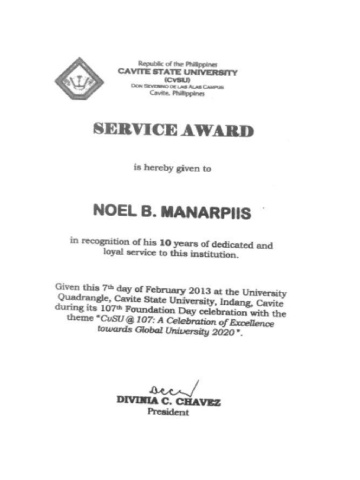 Republic of the Philippines
CAVITE STATE UNIVERSITY
(CvSU)
DON SEVERINO DE LAS ALAS CAMPUS
Cavite, Philippines
SERVICE AWARD
is hereby given to
NOEL B. MANARPIIS
in recognition of his 10 years of dedicated and
loyal service to this institution.
Given this 7th day of February 2013 at the University
Quadrangle, Cavite State University, Indang, Cavite
during its 107th Foundation Day celebration with the
theme "CvSU @ 107: A Celebration of Excellence
towards Global University 2020".
DIVINIA C. CHAVEZ
President